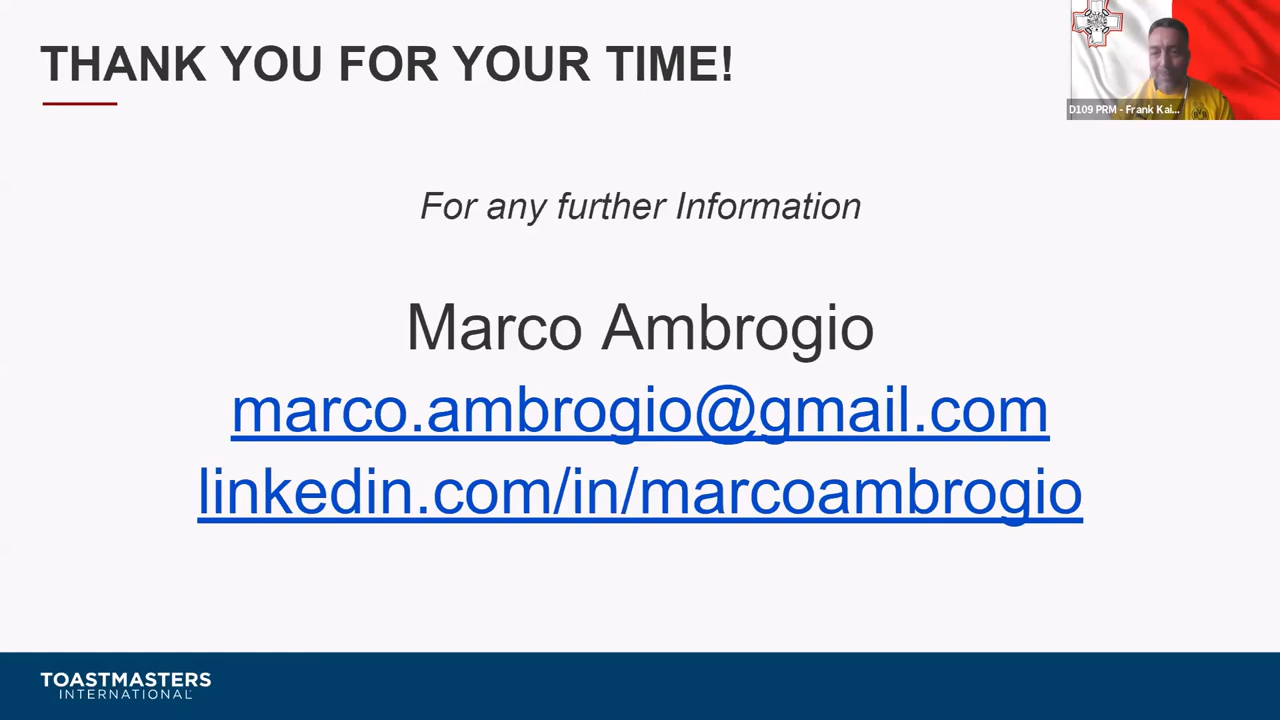 THANK YOU FOR YOUR TIME!
D109 PRM - Frank Kai...
For any further Information
Marco Ambrogio
marco.ambrogio@gmail.com
linkedin.com/in/marcoambrogio
TOASTMASTERS
INTERNATIONAL